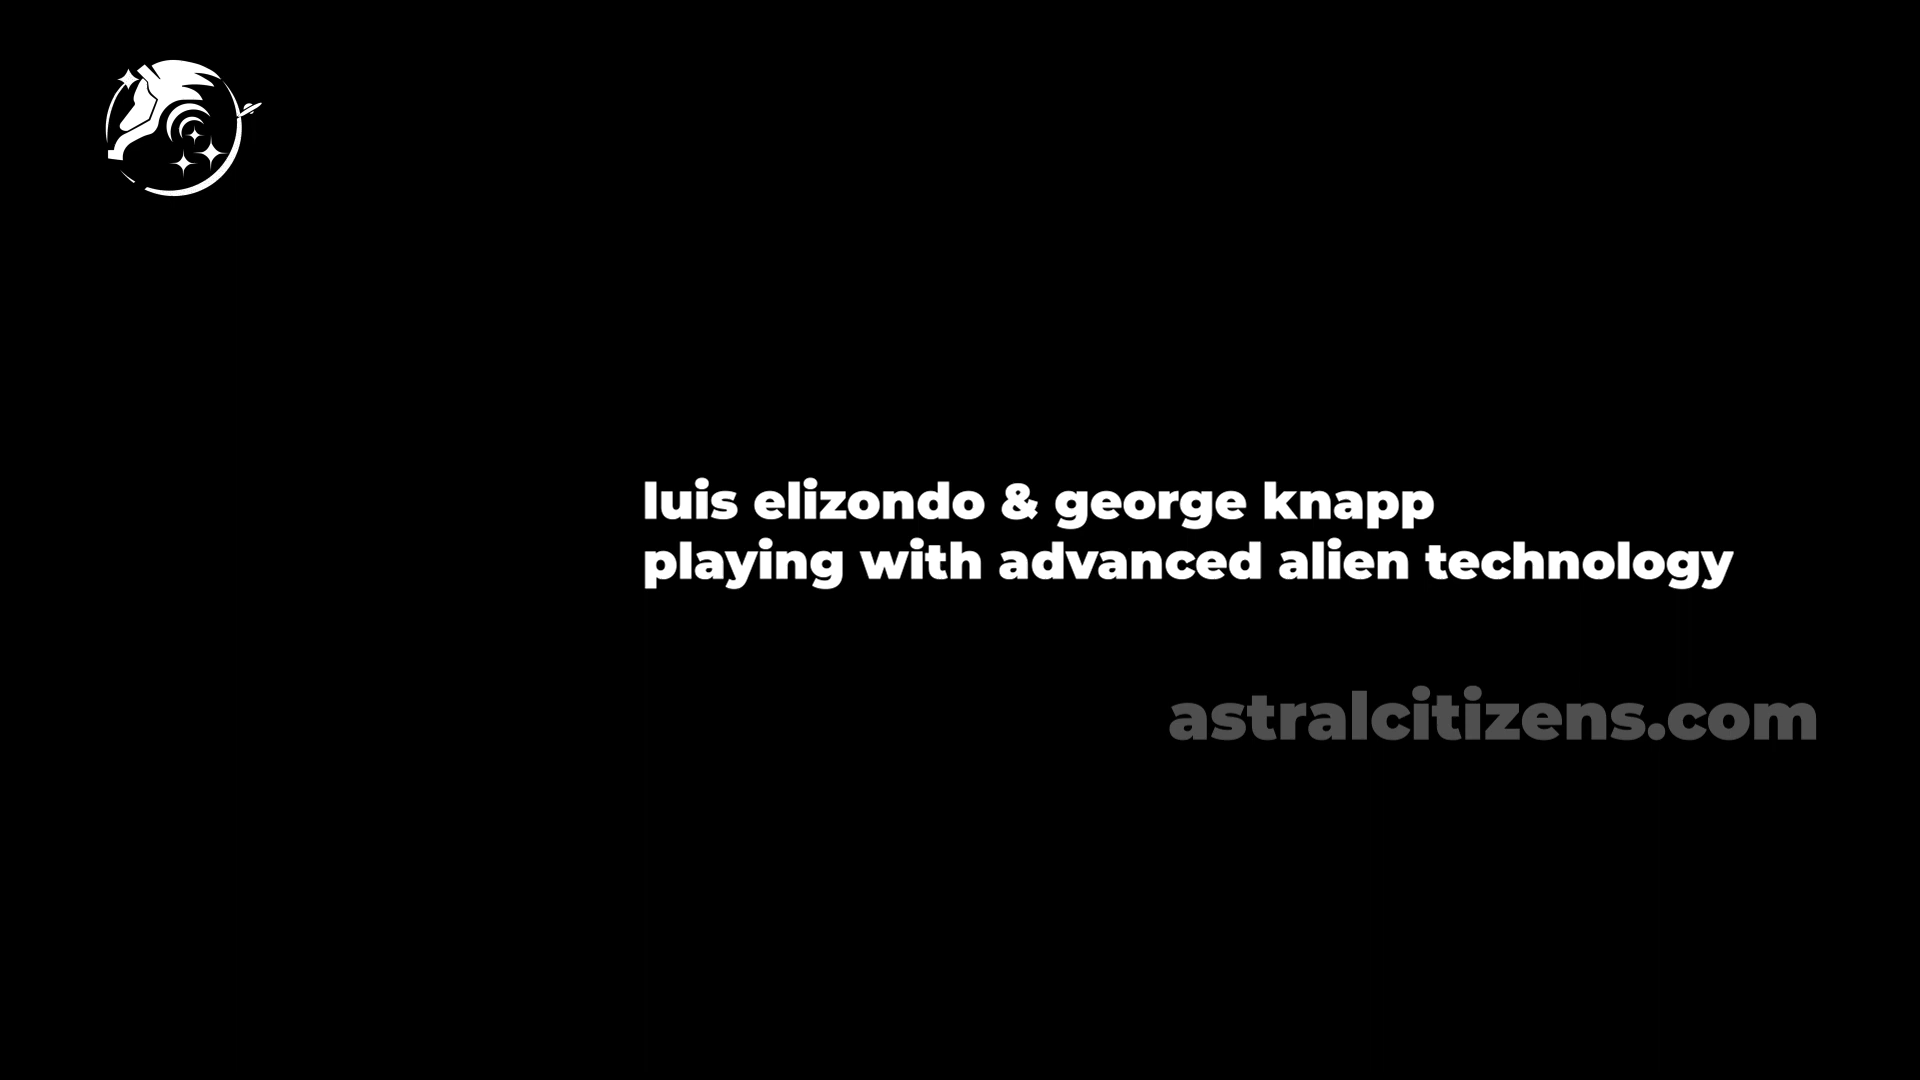 luis elizondo & george knapp
playing with advanced alien technology
astralcitizens.com